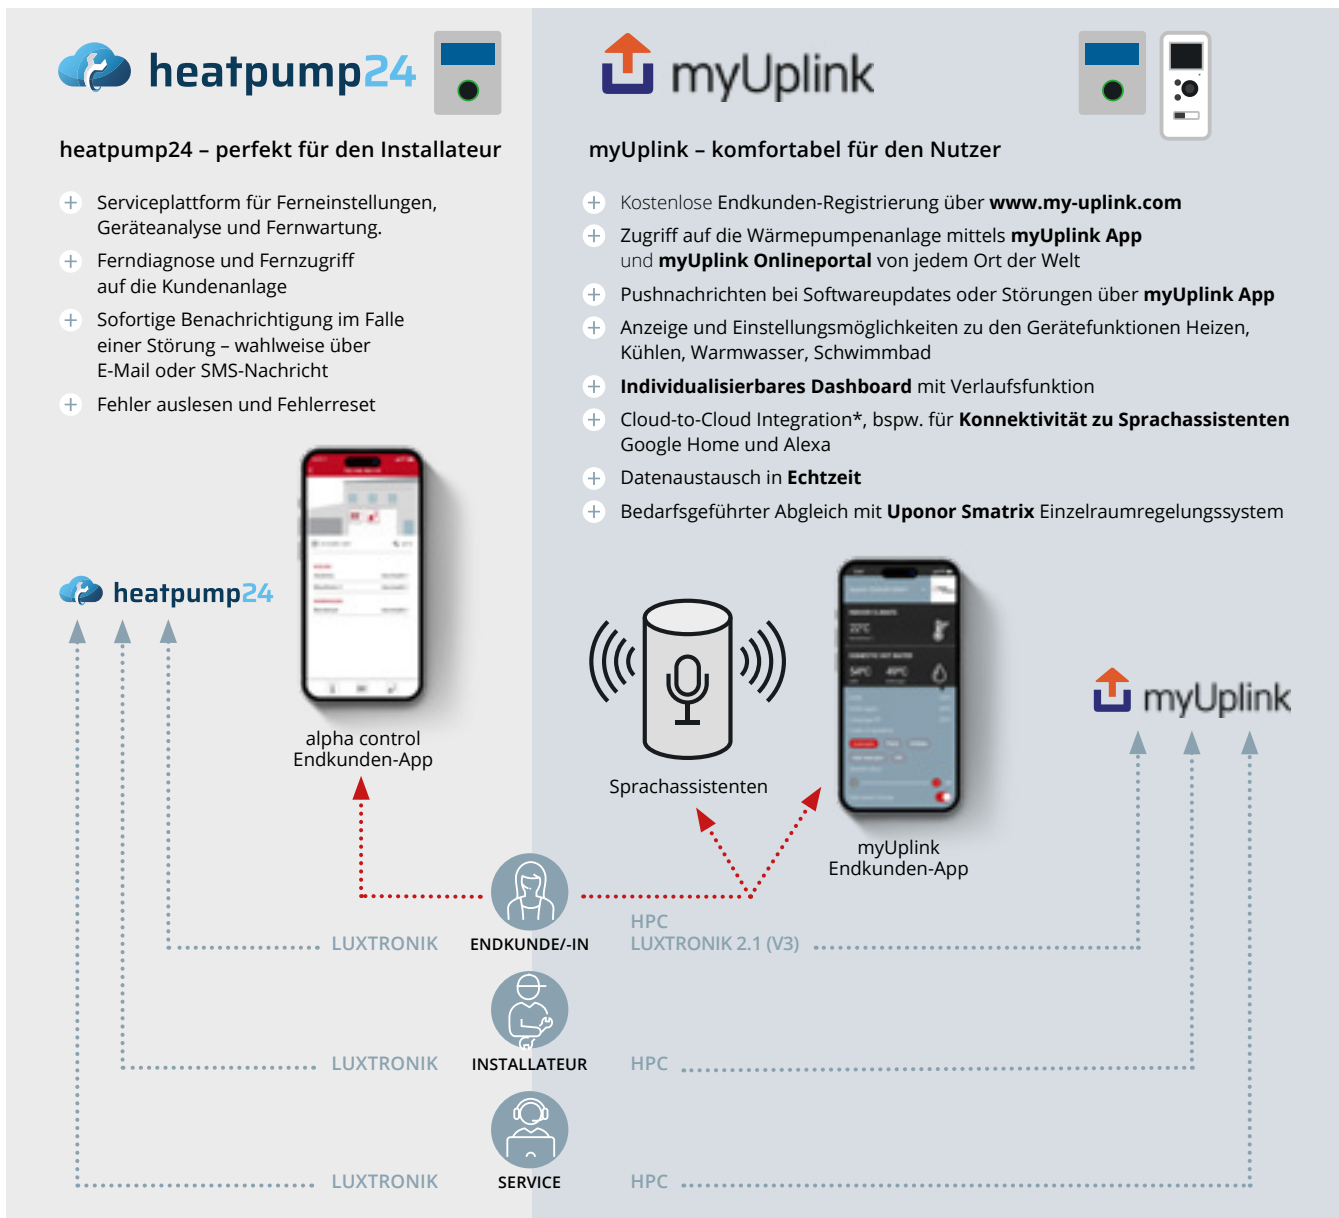 heatpump24
heatpump24 – perfekt für den Installateur
Serviceplattform für Ferneinstellungen,
Geräteanalyse und Fernwartung.
Ferndiagnose und Fernzugriff
auf die Kundenanlage
Sofortige Benachrichtigung im Falle
einer Störung – wahlweise über
E-Mail oder SMS-Nachricht
Fehler auslesen und Fehlerreset
myUplink
myUplink – komfortabel für den Nutzer
Kostenlose Endkunden-Registrierung über www.my-uplink.com
Zugriff auf die Wärmepumpenanlage mittels myUplink App
und myUplink Onlineportal von jedem Ort der Welt
Pushnachrichten bei Softwareupdates oder Störungen über myUplink App
Anzeige und Einstellungsmöglichkeiten zu den Gerätefunktionen Heizen,
Kühlen, Warmwasser, Schwimmbad
Individualisierbares Dashboard mit Verlaufsfunktion
Cloud-to-Cloud Integration*, bspw. für Konnektivität zu Sprachassistenten
Google Home und Alexa
Datenaustausch in Echtzeit
Bedarfsgeführter Abgleich mit Uponor Smatrix Einzelraumregelungssystem
heatpump24
alpha control
Endkunden-App
Sprachassistenten
22°C
54°C 49°C
myUplink
Endkunden-App
myUplink
LUXTRONIK
ENDKUNDE/-IN
HPC
LUXTRONIK 2.1 (V3)
LUXTRONIK
INSTALLATEUR
HPC
LUXTRONIK
SERVICE
HPC